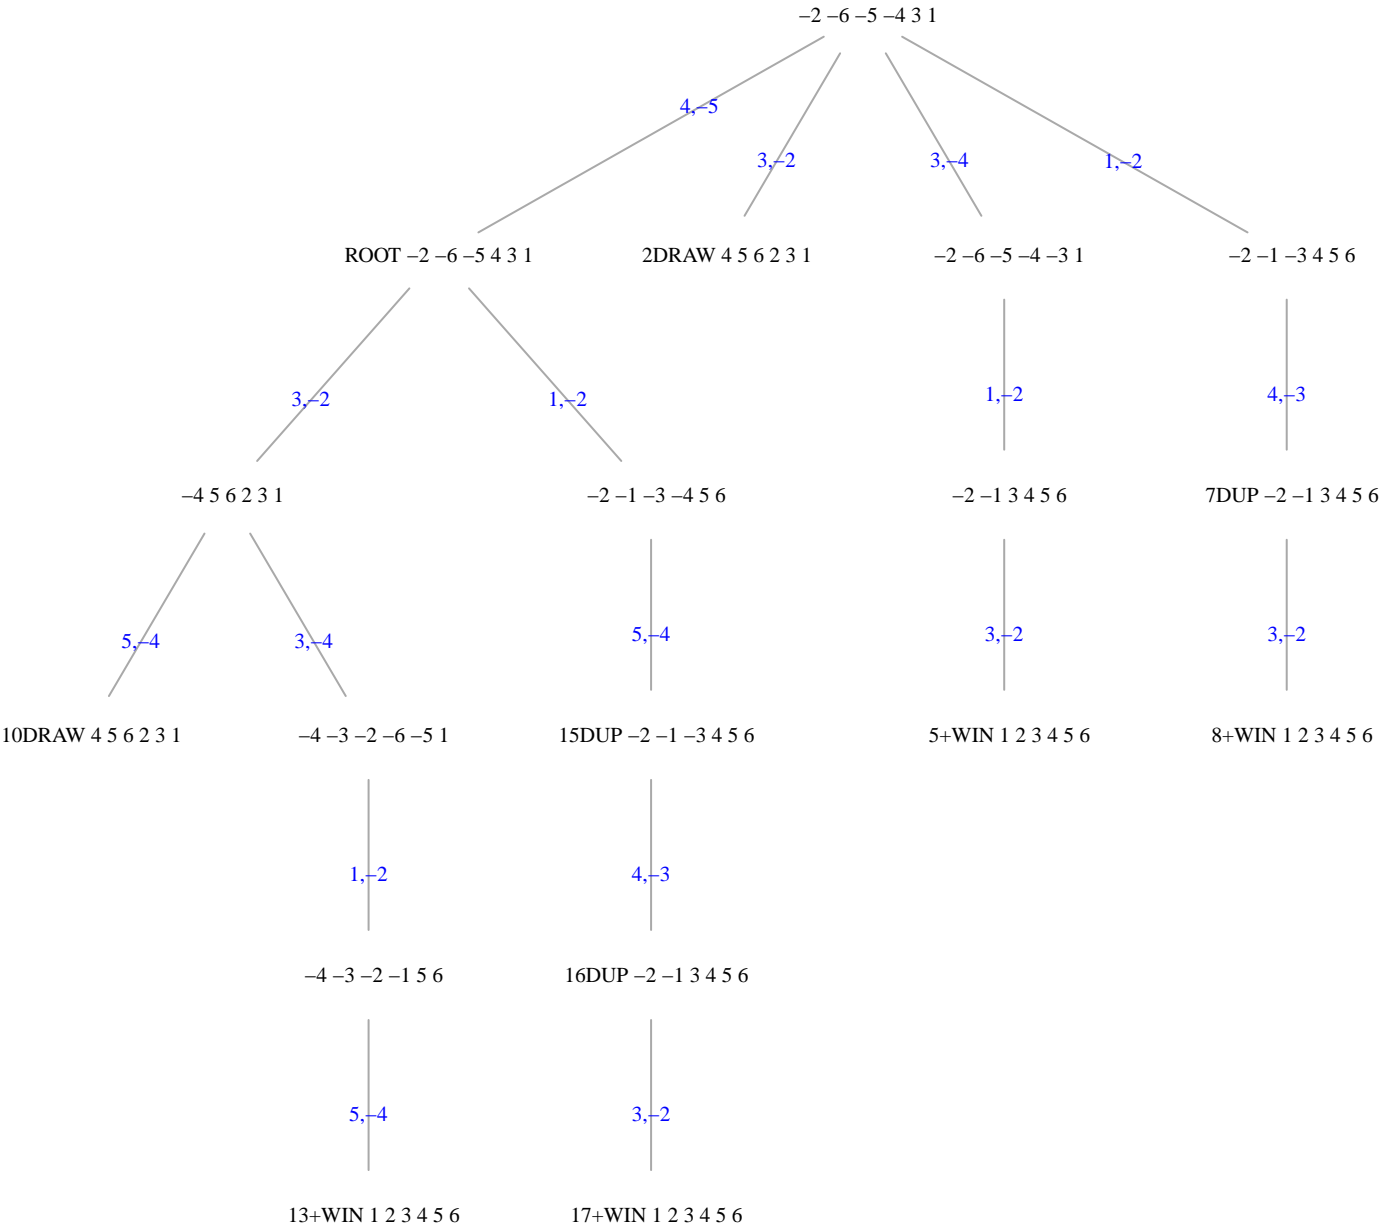 −2 −6 −5 −4 3 1
4,−5
3,−2
3,−4
1,−2
ROOT −2 −6 −5 4 3 1
2DRAW 4 5 6 2 3 1
−2 −6 −5 −4 −3 1
−2 −1 −3 4 5 6
3,−2
1,−2
1,−2
4,−3
−4 5 6 2 3 1
−2 −1 −3 −4 5 6
−2 −1 3 4 5 6
7DUP −2 −1 3 4 5 6
5,−4
3,−4
5,−4
3,−2
3,−2
10DRAW 4 5 6 2 3 1
−4 −3 −2 −6 −5 1
15DUP −2 −1 −3 4 5 6
5+WIN 1 2 3 4 5 6
8+WIN 1 2 3 4 5 6
1,−2
4,−3
−4 −3 −2 −1 5 6
16DUP −2 −1 3 4 5 6
5,−4
3,−2
13+WIN 1 2 3 4 5 6
17+WIN 1 2 3 4 5 6